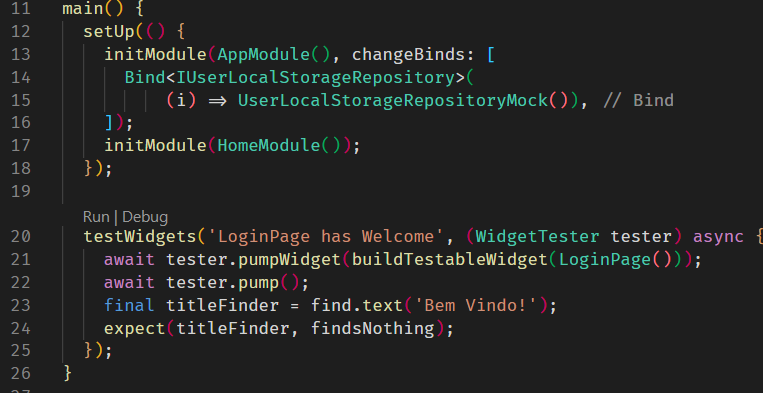 11 main() {
12 setUp(() {
13 initModule(AppModule(), changeBinds: [
14 Bind<IUserLocalStorageRepository>(
15 (i) => UserLocalStorageRepositoryMock()), // Bind
16 ]);
17 initModule(HomeModule());
18 });
19
Run | Debug
20 testWidgets('LoginPage has Welcome', (WidgetTester tester) async {
21 await tester.pumpWidget(buildTestableWidget(LoginPage()));
22 await tester.pump();
23 final titleFinder = find.text('Bem Vindo!');
24 expect(titleFinder, findsNothing);
25 });
26 }
27